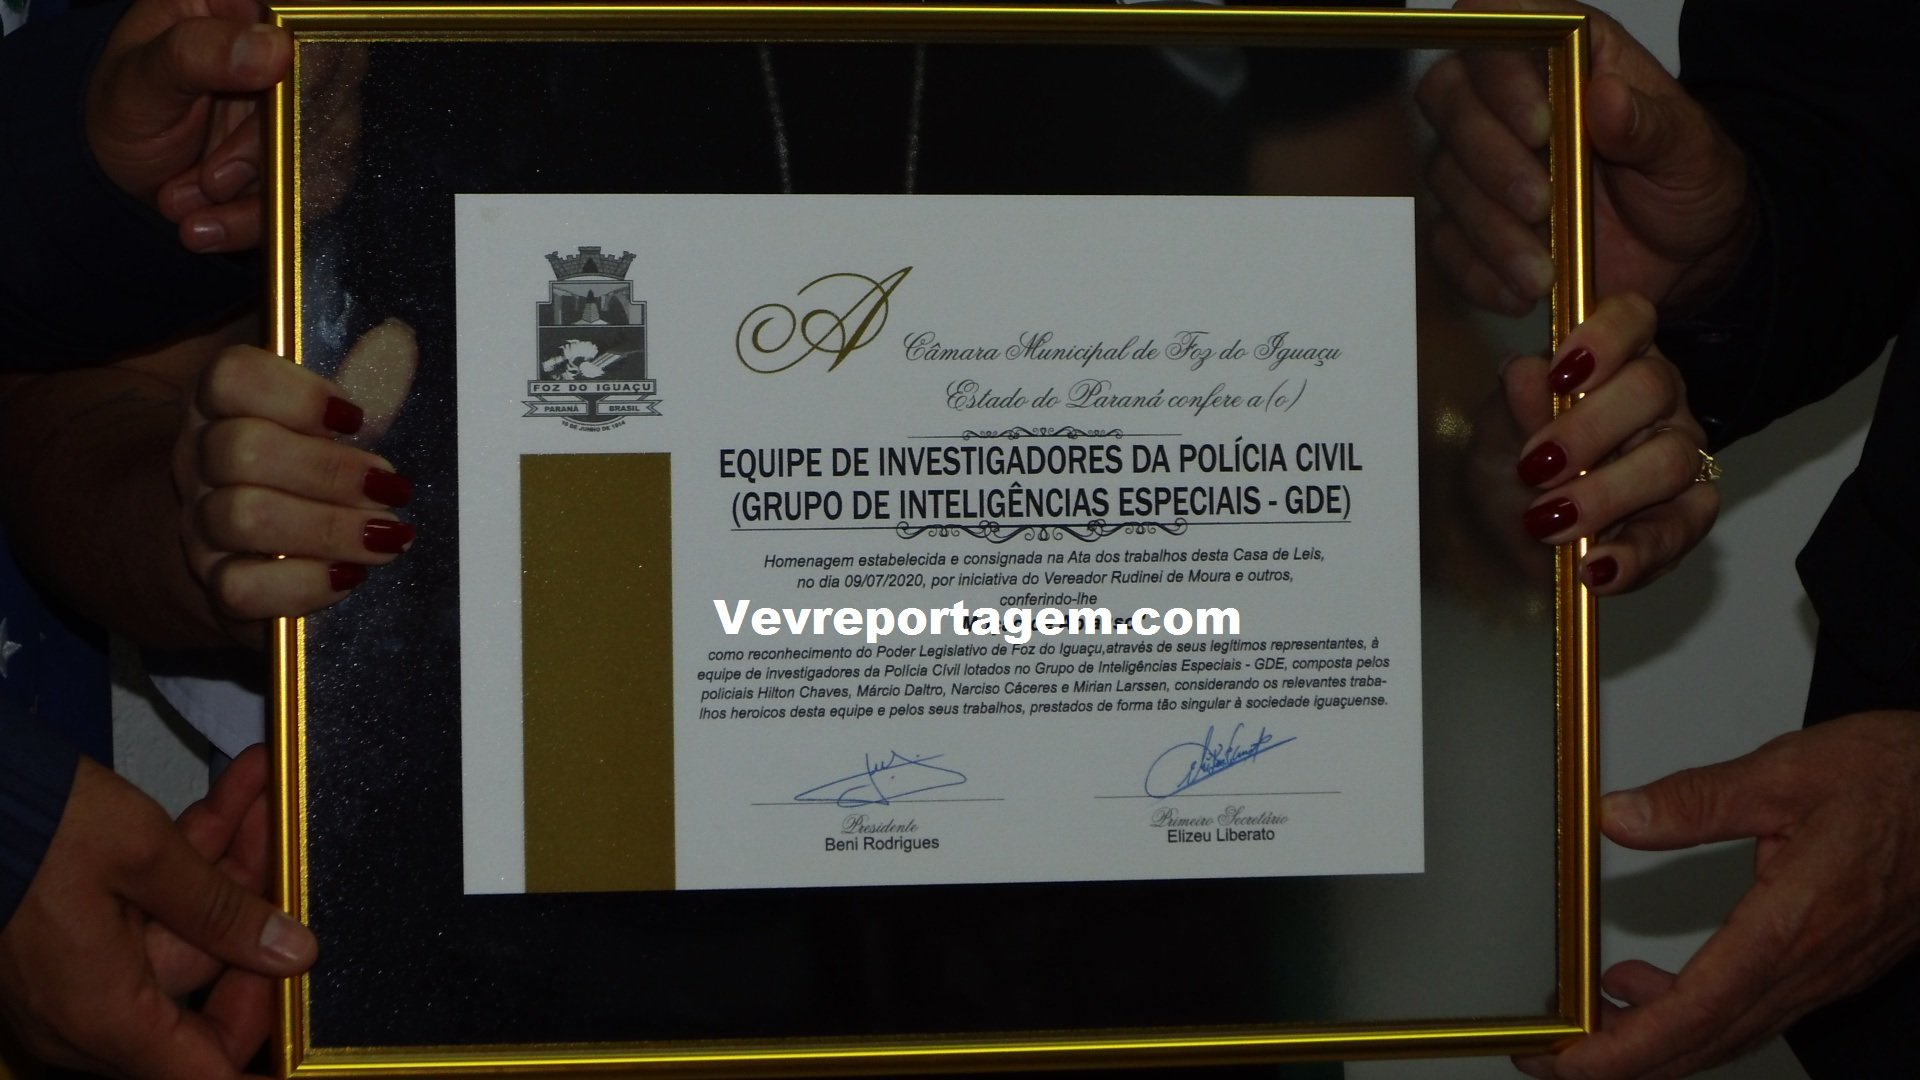 A Câmara Municipal de Foz do Iguaçu
Estado do Paraná confere a(o)
FOZ DO IGUAÇU
PARANÁ BRASIL
10 DE JUNHO DE 1914
EQUIPE DE INVESTIGADORES DA POLÍCIA CIVIL
(GRUPO DE INTELIGÊNCIAS ESPECIAIS - GDE)
Homenagem estabelecida e consignada na Ata dos trabalhos desta Casa de Leis,
no dia 09/07/2020, por iniciativa do Vereador Rudinei de Moura e outros,
conferindo-lhe
Vevreportagem.com
como reconhecimento do Poder Legislativo de Foz do Iguaçu,através de seus legítimos representantes, à
equipe de investigadores da Polícia Civil lotados no Grupo de Inteligências Especiais - GDE, composta pelos
policiais Hilton Chaves, Márcio Daltro, Narciso Cáceres e Mirian Larssen, considerando os relevantes traba-
lhos heroicos desta equipe e pelos seus trabalhos, prestados de forma tão singular à sociedade iguaçuense.
Presidente
Beni Rodrigues
Primeiro Secretário
Elizeu Liberato